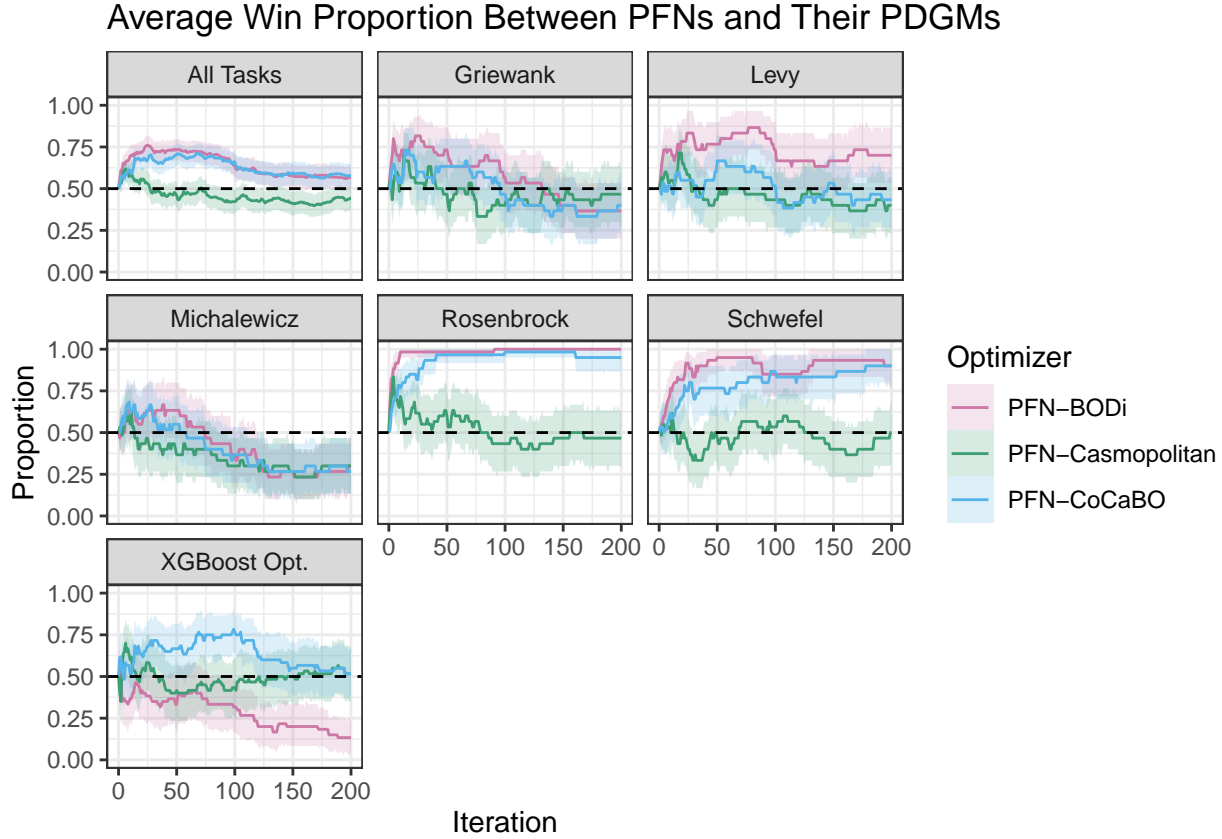 Average Win Proportion Between PFNs and Their PDGMs
All Tasks
Griewank
Levy
1.00
0.75
0.50
0.25
0.00
Michalewicz
Rosenbrock
Schwefel
1.00
0.75
0.50
0.25
0.00
0 50 100 150 200
0 50 100 150 200
XGBoost Opt.
1.00
0.75
0.50
0.25
0.00
0 50 100 150 200
Proportion
Iteration
Optimizer
PFN−BODi
PFN−Casmopolitan
PFN−CoCaBO